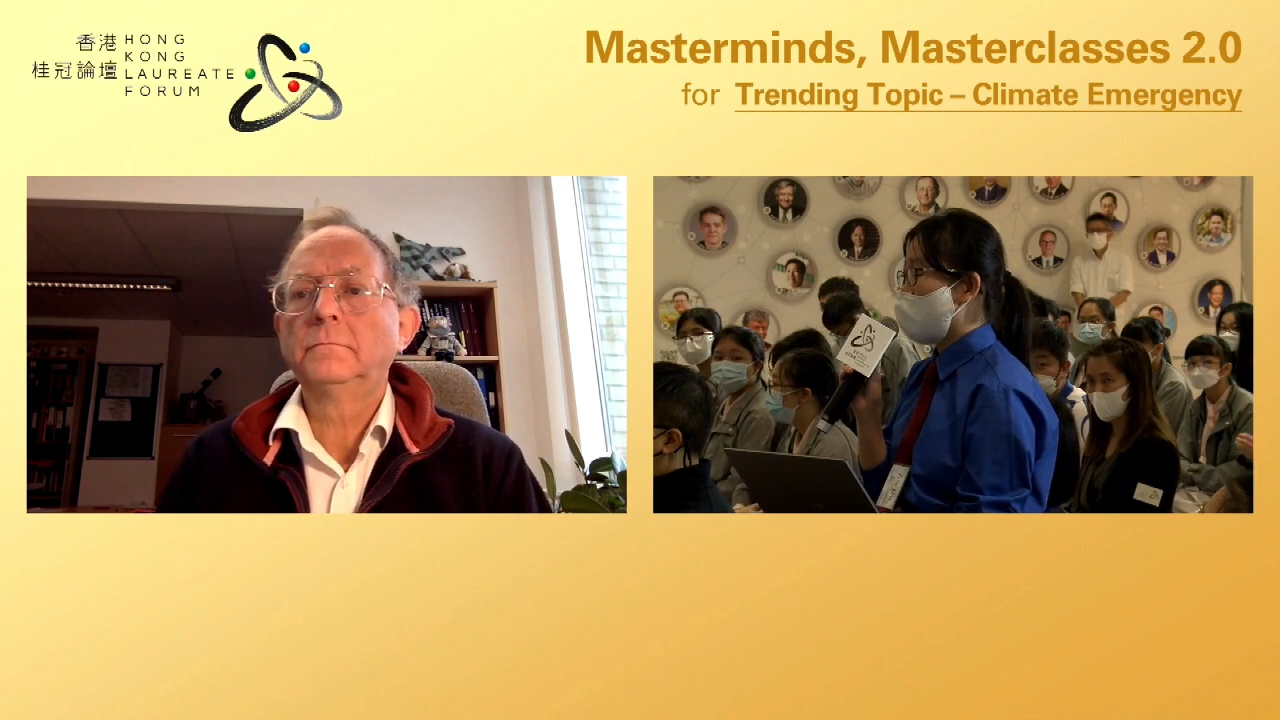 香港
桂冠論壇
HONG
KONG
LAUREATE
FORUM
Masterminds, Masterclasses 2.0
for Trending Topic – Climate Emergency